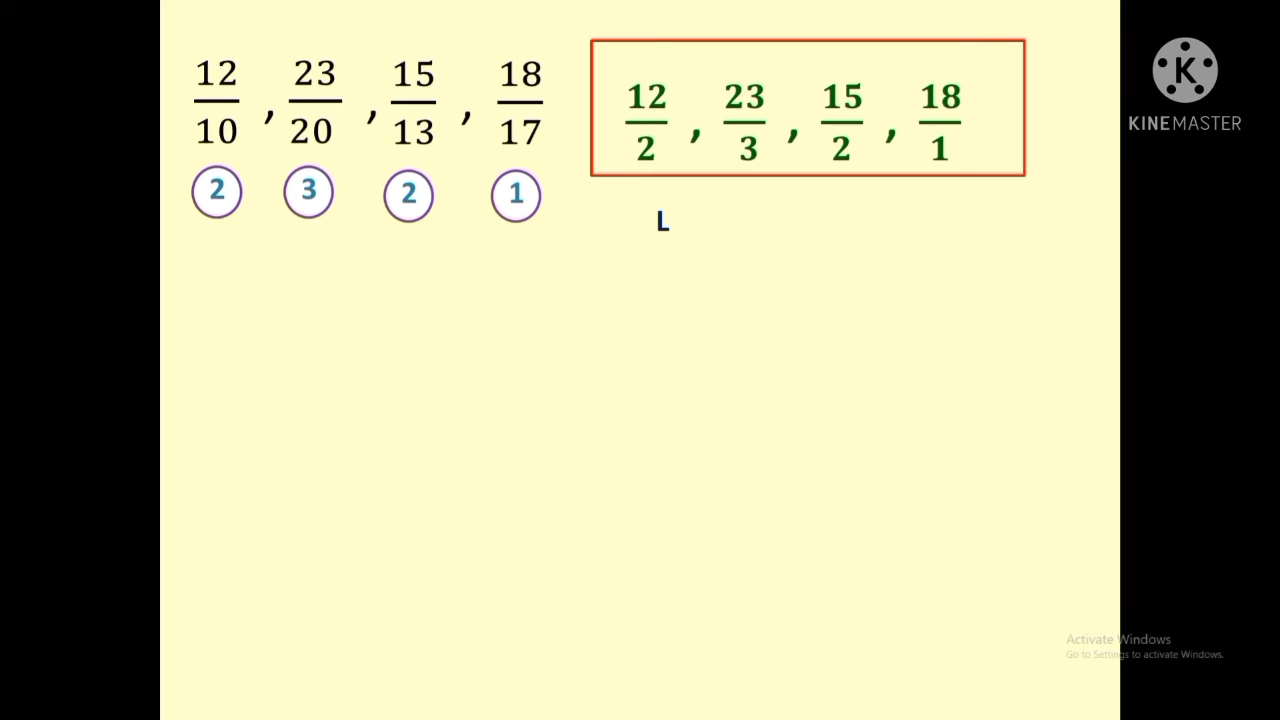 12/10 , 23/20 , 15/13 , 18/17
2 3 2 1
12/2 , 23/3 , 15/2 , 18/1
L
K
KINEMASTER
Activate Windows
Go to Settings to activate Windows.